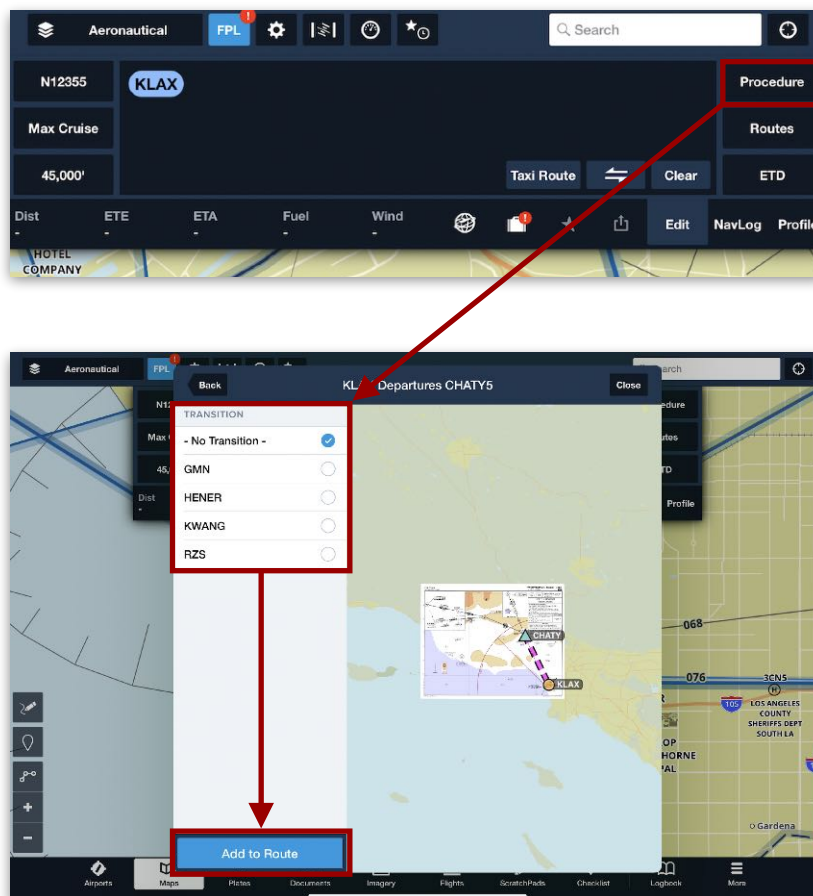 Aeronautical
FPL
!
Search
N12355
KLAX
Procedure
Max Cruise
Routes
45,000'
Taxi Route
Clear
ETD
Dist
ETE
ETA
Fuel
Wind
-
-
-
-
-
!
Edit
NavLog
Profile
HOTEL
COMPANY
Aeronautical
FPL
Back
Departures CHATY5
Close
TRANSITION
- No Transition -
GMN
HENER
KWANG
RZS
Dist
-
Profile
CHATY
KLAX
068
076
3CN5
H
105
LOS ANGELES
COUNTY
SHERIFFS DEPT
SOUTH LA
Gardena
+
−
Add to Route
Airports
Maps
Plates
Documents
Imagery
Flights
ScratchPads
Checklist
Logbook
More